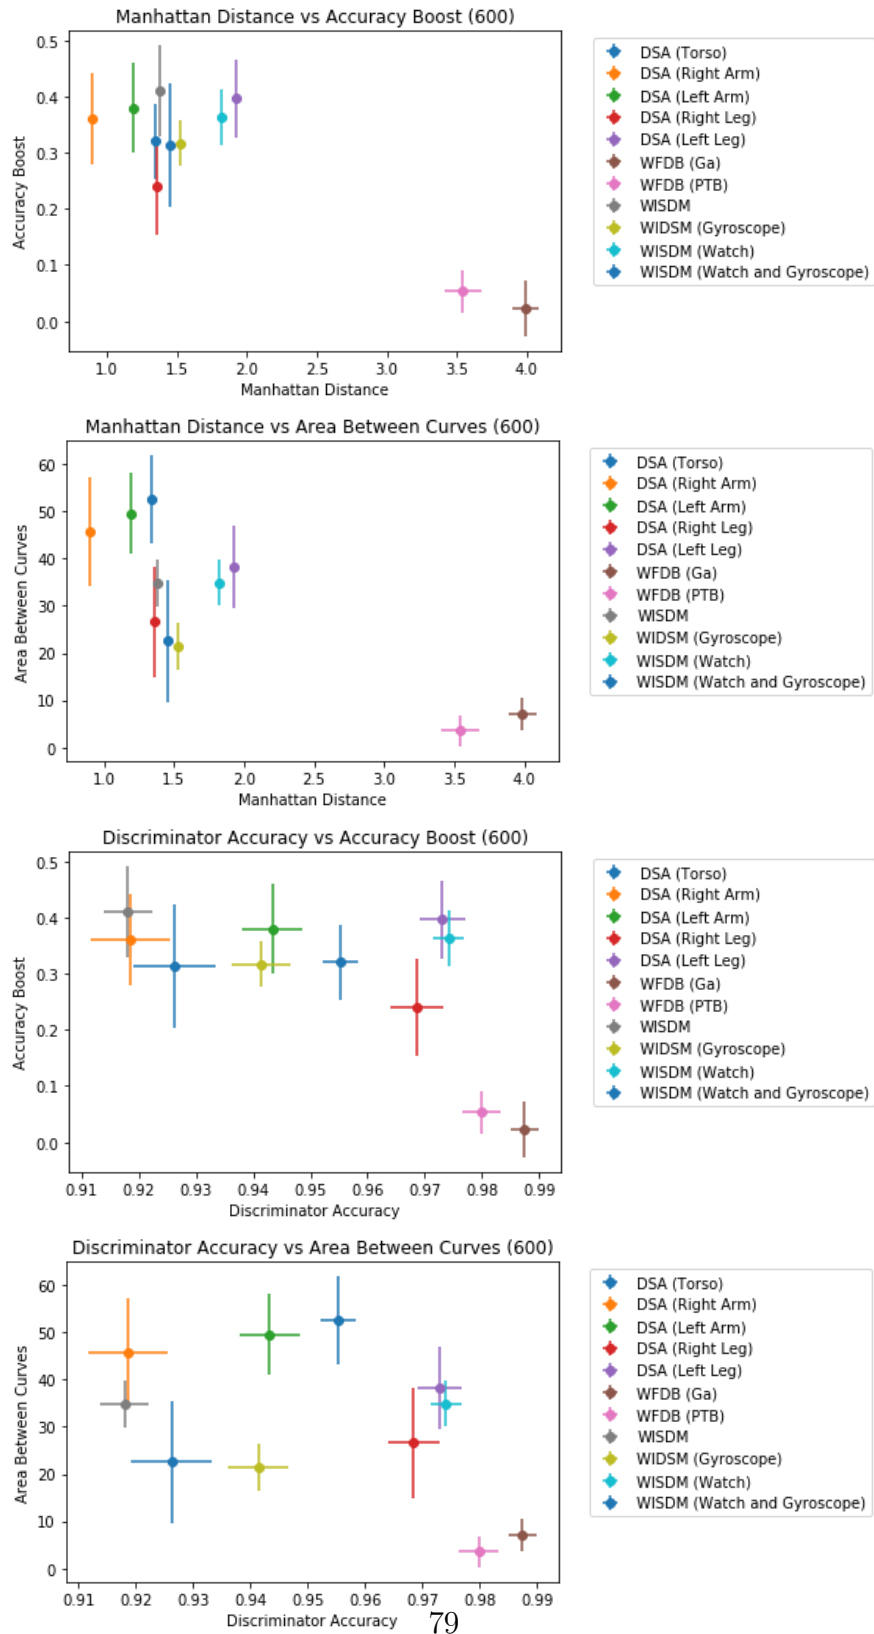 Manhattan Distance vs Accuracy Boost (600)
0.5
0.4
0.3
0.2
0.1
0.0
Accuracy Boost
1.0 1.5 2.0 2.5 3.0 3.5 4.0
Manhattan Distance
DSA (Torso)
DSA (Right Arm)
DSA (Left Arm)
DSA (Right Leg)
DSA (Left Leg)
WFDB (Ga)
WFDB (PTB)
WISDM
WIDSM (Gyroscope)
WISDM (Watch)
WISDM (Watch and Gyroscope)
Manhattan Distance vs Area Between Curves (600)
60
50
40
30
20
10
0
Area Between Curves
1.0 1.5 2.0 2.5 3.0 3.5 4.0
Manhattan Distance
DSA (Torso)
DSA (Right Arm)
DSA (Left Arm)
DSA (Right Leg)
DSA (Left Leg)
WFDB (Ga)
WFDB (PTB)
WISDM
WIDSM (Gyroscope)
WISDM (Watch)
WISDM (Watch and Gyroscope)
Discriminator Accuracy vs Accuracy Boost (600)
0.5
0.4
0.3
0.2
0.1
0.0
Accuracy Boost
0.91 0.92 0.93 0.94 0.95 0.96 0.97 0.98 0.99
Discriminator Accuracy
DSA (Torso)
DSA (Right Arm)
DSA (Left Arm)
DSA (Right Leg)
DSA (Left Leg)
WFDB (Ga)
WFDB (PTB)
WISDM
WIDSM (Gyroscope)
WISDM (Watch)
WISDM (Watch and Gyroscope)
Discriminator Accuracy vs Area Between Curves (600)
60
50
40
30
20
10
0
Area Between Curves
0.91 0.92 0.93 0.94 0.95 0.96 0.97 0.98 0.99
Discriminator Accuracy
DSA (Torso)
DSA (Right Arm)
DSA (Left Arm)
DSA (Right Leg)
DSA (Left Leg)
WFDB (Ga)
WFDB (PTB)
WISDM
WIDSM (Gyroscope)
WISDM (Watch)
WISDM (Watch and Gyroscope)
79